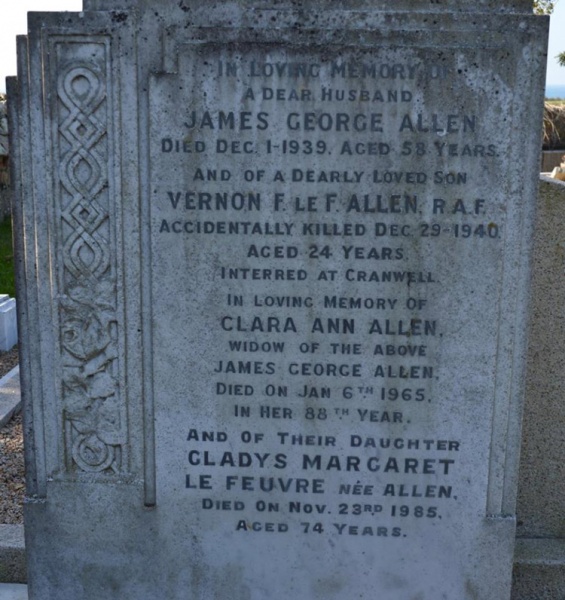 IN LOVING MEMORY OF
A DEAR HUSBAND
JAMES GEORGE ALLEN
DIED DEC. 1-1939. AGED 58 YEARS.
AND OF A DEARLY LOVED SON
VERNON F. LE F. ALLEN. R.A.F.
ACCIDENTALLY KILLED DEC. 29-1940.
AGED 24 YEARS.
INTERRED AT CRANWELL.
IN LOVING MEMORY OF
CLARA ANN ALLEN,
WIDOW OF THE ABOVE
JAMES GEORGE ALLEN.
DIED ON JAN 6TH 1965.
IN HER 88TH YEAR.
AND OF THEIR DAUGHTER
GLADYS MARGARET
LE FEUVRE NÉE ALLEN.
DIED ON NOV. 23RD 1985.
AGED 74 YEARS.